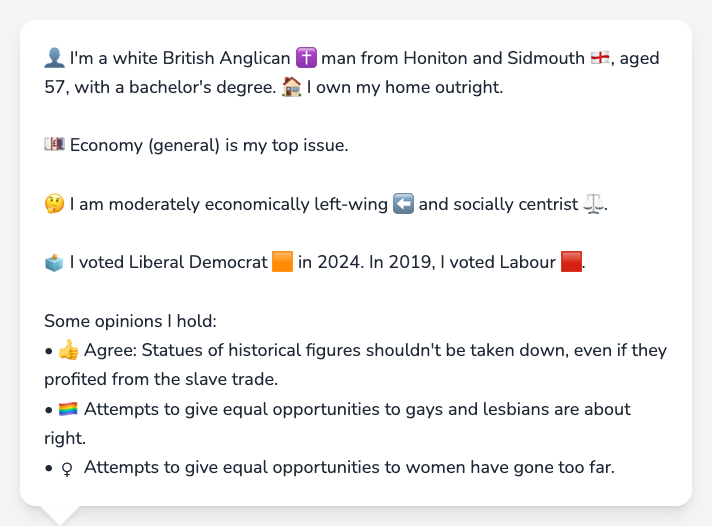 👤 I'm a white British Anglican ✝️ man from Honiton and Sidmouth 🏴󠁧󠁢󠁥󠁮󠁧󠁿, aged
57, with a bachelor's degree. 🏠 I own my home outright.
💷 Economy (general) is my top issue.
🤔 I am moderately economically left-wing ⬅️ and socially centrist ⚖️.
🗳️ I voted Liberal Democrat 🟧 in 2024. In 2019, I voted Labour 🟥.
Some opinions I hold:
• 👍 Agree: Statues of historical figures shouldn't be taken down, even if they
profited from the slave trade.
• 🏳️‍🌈 Attempts to give equal opportunities to gays and lesbians are about
right.
• ♀ Attempts to give equal opportunities to women have gone too far.